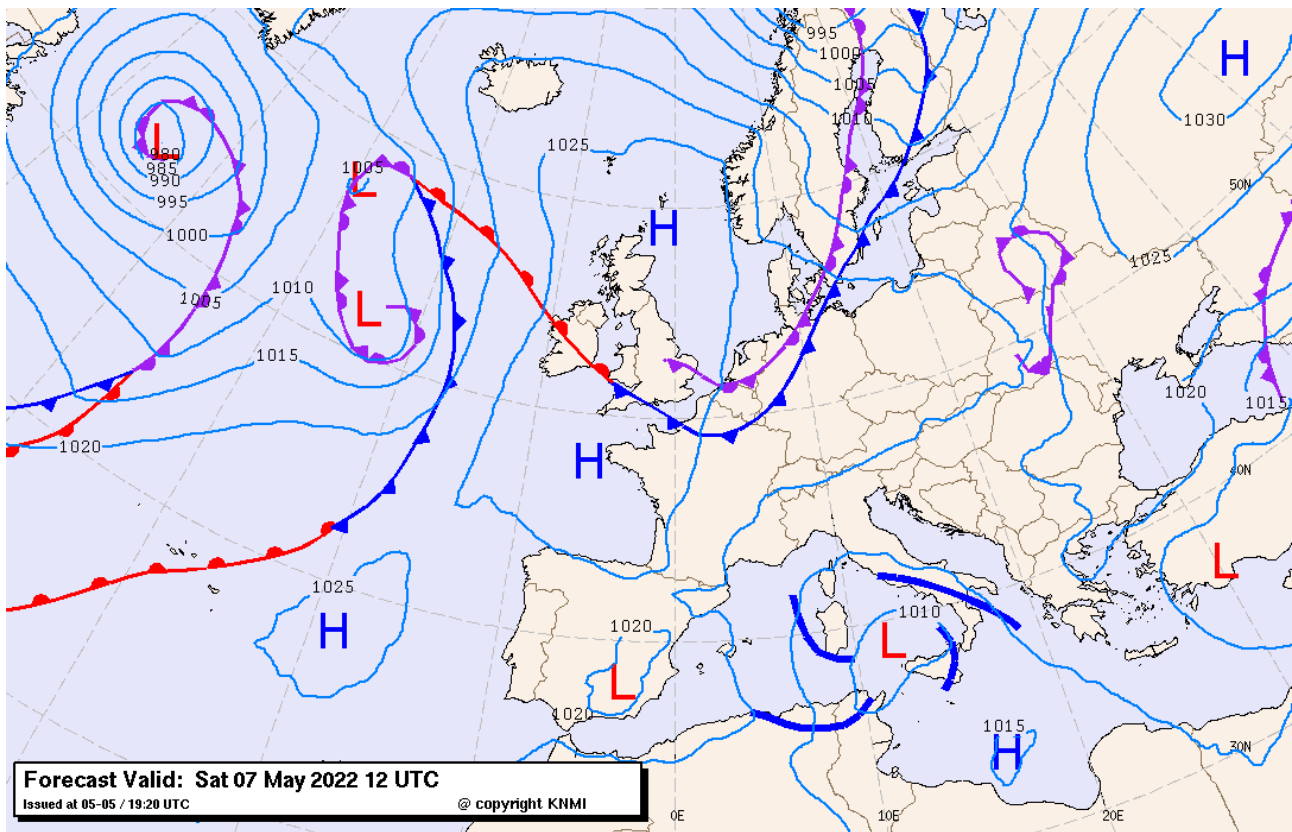 995
1000
1005
1010
H
1030
1025
L
980
985
990
995
1005
L
50N
H
1000
1025
1005
1010
L
1015
1020
1015
1020
40N
H
L
1025
H
1020
L
1010
L
1020
1015
H
30N
Forecast Valid: Sat 07 May 2022 12 UTC
Issued at 05-05 / 19:20 UTC
@ copyright KNMI
0E
10E
20E